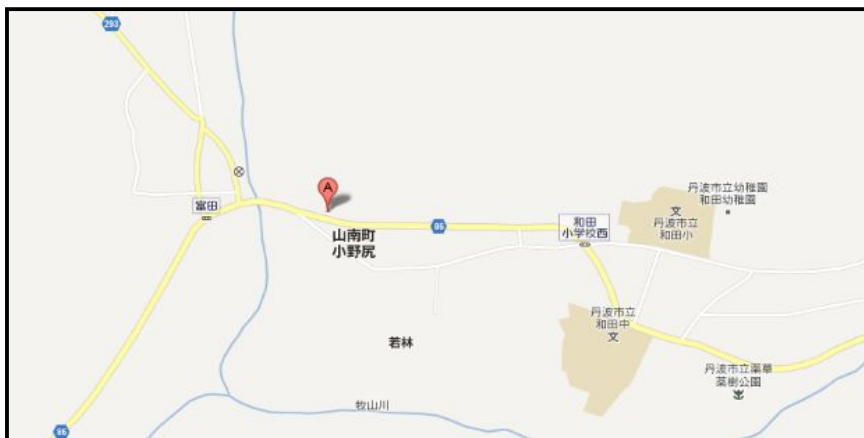 293
A
富田
86
山南町
小野尻
和田
小学校西
文
丹波市立
和田小
丹波市立幼稚園
和田幼稚園
若林
丹波市立
和田中
文
丹波市立薬草
薬樹公園
牧山川
86